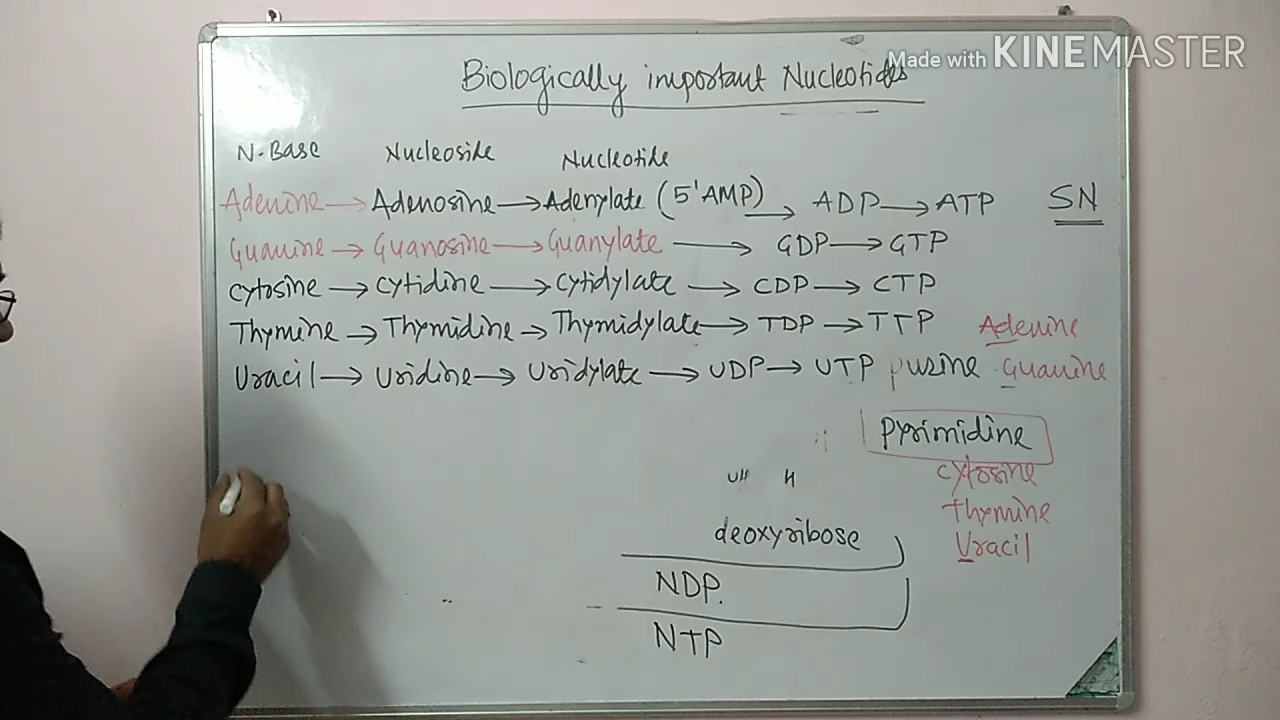 Made with KINEMASTER
Biologically important Nucleotides
N-Base Nucleoside Nucleotide
Adenine → Adenosine → Adenylate (5' AMP) → ADP → ATP SN
Guanine → Guanosine → Guanylate → GDP → GTP
Cytosine → Cytidine → Cytidylate → CDP → CTP
Thymine → Thymidine → Thymidylate → TDP → TTP Adenine
Uracil → Uridine → Uridylate → UDP → UTP purine Guanine
Pyrimidine
Cytosine
H
Thymine
deoxyribose
Uracil
NDP.
NTP